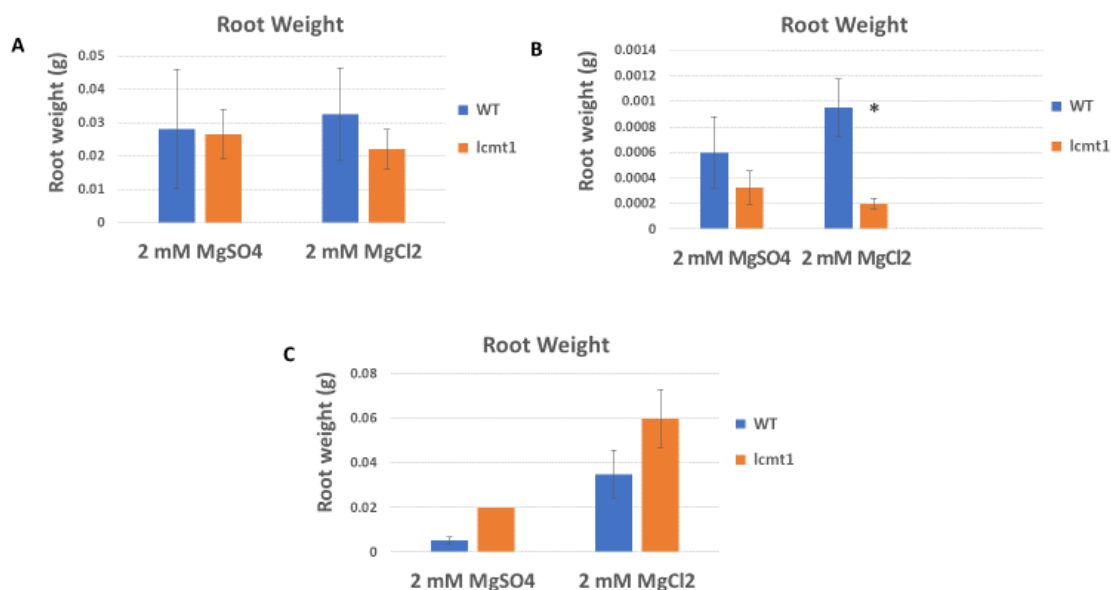 A
Root Weight
Root weight (g)
0.05
0.04
0.03
0.02
0.01
0
2 mM MgSO4
2 mM MgCl2
WT
lcmt1
B
Root Weight
Root weight (g)
0.0014
0.0012
0.001
0.0008
0.0006
0.0004
0.0002
0
*
2 mM MgSO4
2 mM MgCl2
WT
lcmt1
C
Root Weight
Root weight (g)
0.08
0.06
0.04
0.02
0
2 mM MgSO4
2 mM MgCl2
WT
lcmt1